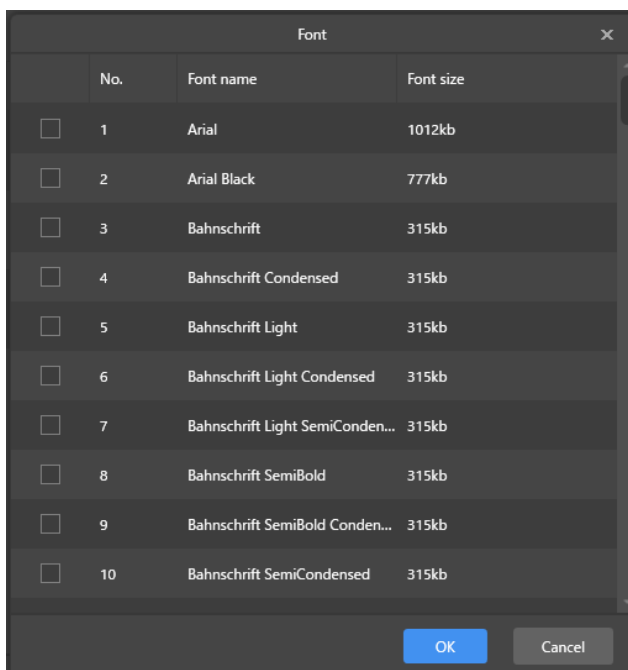 Font
No. Font name Font size
1 Arial 1012kb
2 Arial Black 777kb
3 Bahnschrift 315kb
4 Bahnschrift Condensed 315kb
5 Bahnschrift Light 315kb
6 Bahnschrift Light Condensed 315kb
7 Bahnschrift Light SemiConden... 315kb
8 Bahnschrift SemiBold 315kb
9 Bahnschrift SemiBold Conden... 315kb
10 Bahnschrift SemiCondensed 315kb
OK Cancel